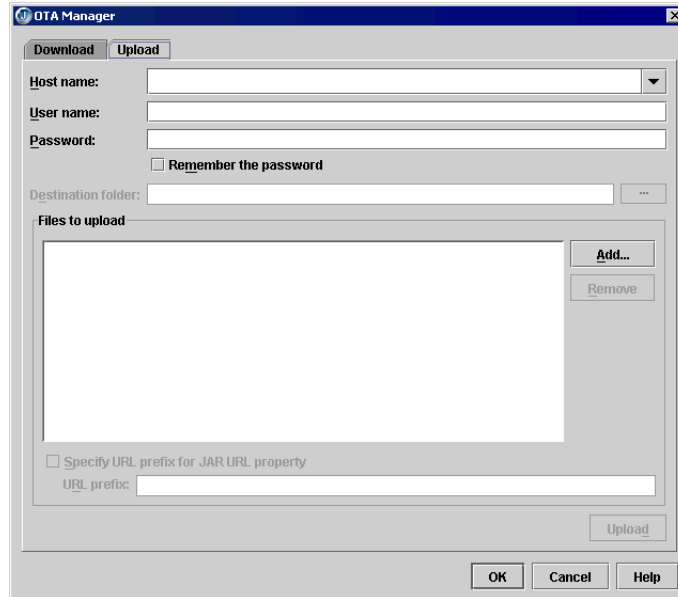 OTA Manager
Download Upload
Host name:
User name:
Password:
Remember the password
Destination folder: ...
Files to upload
Add...
Remove
Specify URL prefix for JAR URL property
URL prefix:
Upload
OK Cancel Help